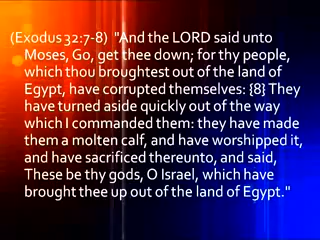 (Exodus 32:7-8)  "And the LORD said unto
Moses, Go, get thee down; for thy people,
which thou broughtest out of the land of
Egypt, have corrupted themselves: {8} They
have turned aside quickly out of the way
which I commanded them: they have made
them a molten calf, and have worshipped it,
and have sacrificed thereunto, and said,
These be thy gods, O Israel, which have
brought thee up out of the land of Egypt."